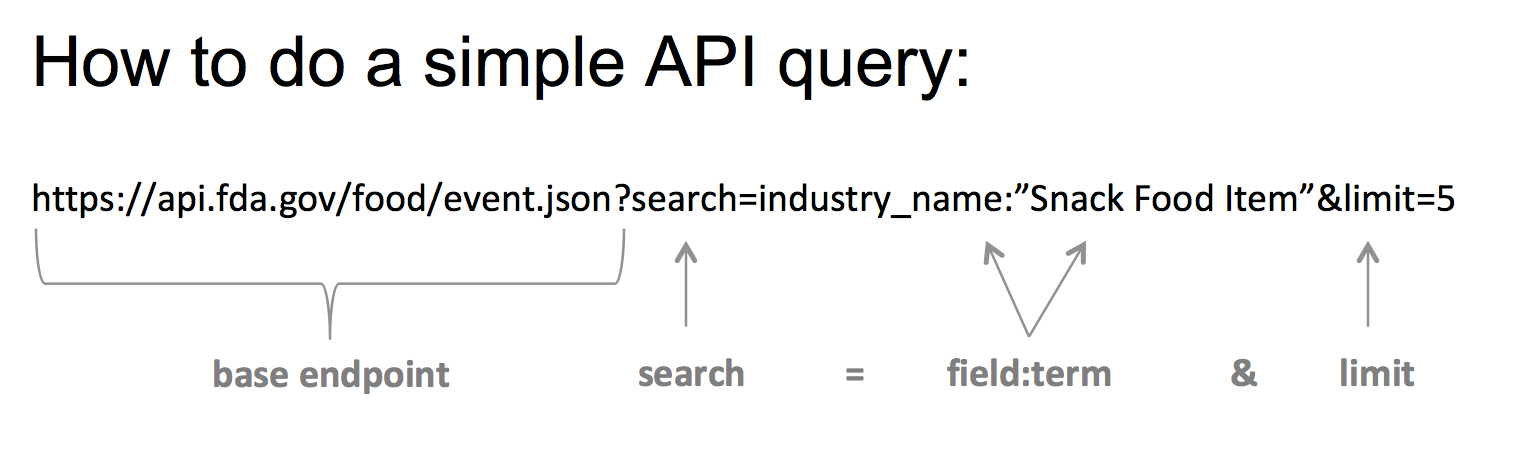 How to do a simple API query:
https://api.fda.gov/food/event.json?search=industry_name:”Snack Food Item”&limit=5
base endpoint search = field:term & limit